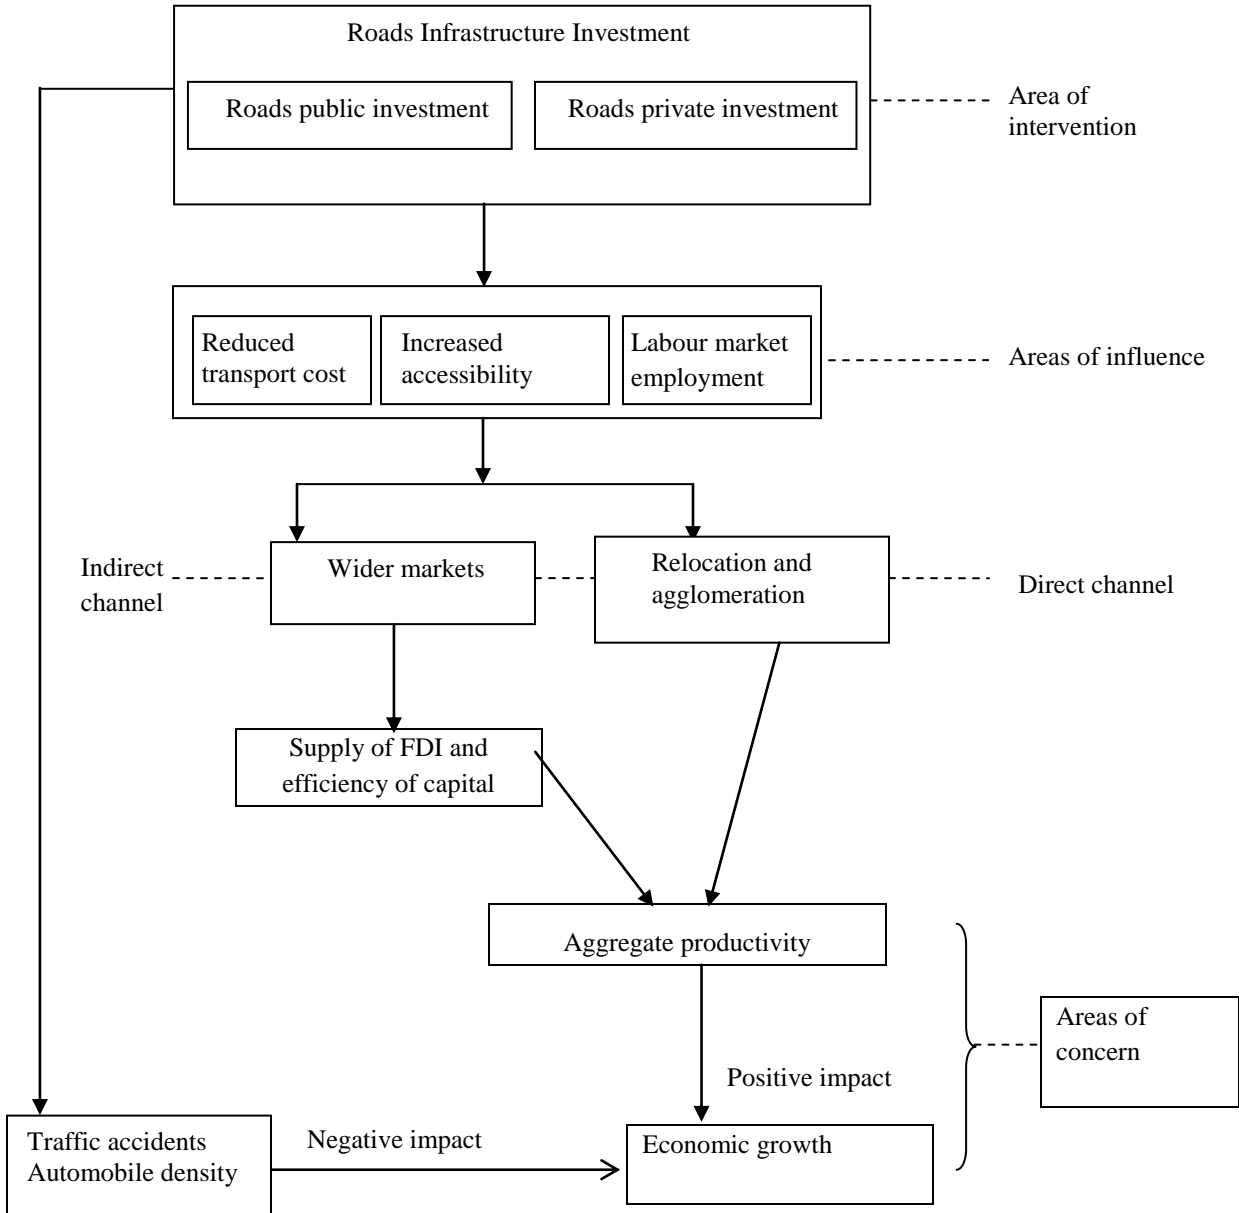 Roads Infrastructure Investment
Roads public investment
Roads private investment
Area of
intervention
Reduced
transport cost
Increased
accessibility
Labour market
employment
Areas of influence
Indirect
channel
Wider markets
Relocation and
agglomeration
Direct channel
Supply of FDI and
efficiency of capital
Aggregate productivity
Areas of
concern
Positive impact
Traffic accidents
Automobile density
Negative impact
Economic growth